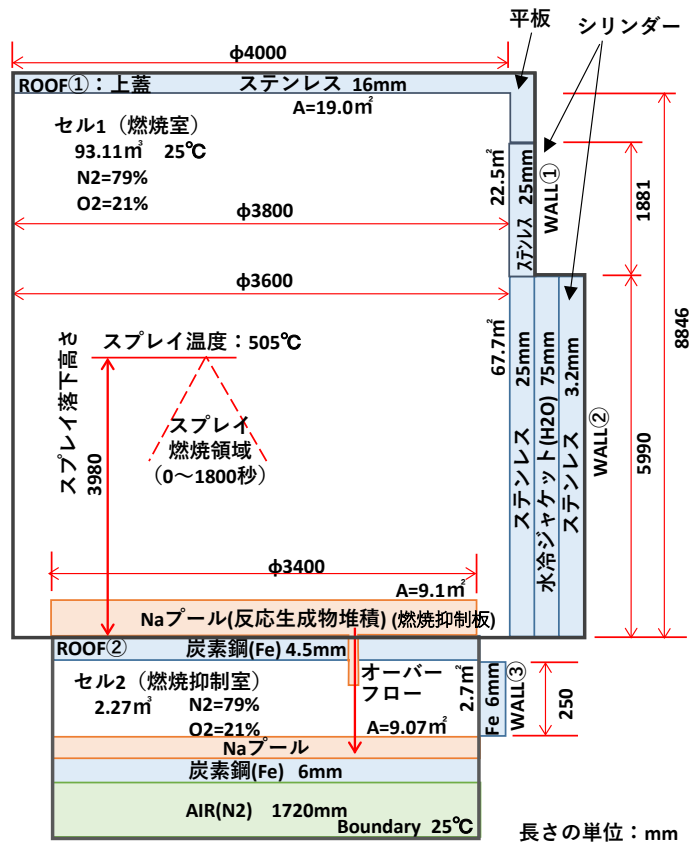 平板
シリンダー
φ4000
ROOF①：上蓋 ステンレス 16mm
A=19.0㎡
セル1（燃焼室）
93.11㎥ 25℃
N2=79%
O2=21%
22.5㎡
ステンレス 25mm
WALL①
1881
φ3800
φ3600
8846
スプレイ温度：505℃
スプレイ落下高さ
3980
スプレイ
燃焼領域
（0～1800秒）
67.7㎡
ステンレス 25mm
水冷ジャケット(H2O) 75mm
ステンレス 3.2mm
WALL②
5990
φ3400
A=9.1㎡
Naプール(反応生成物堆積) (燃焼抑制板)
ROOF② 炭素鋼(Fe) 4.5mm
セル2（燃焼抑制室）
2.27㎥ N2=79%
O2=21%
オーバー
フロー
2.7㎡
Fe 6mm
WALL③
250
A=9.07㎡
Naプール
炭素鋼(Fe) 6mm
AIR(N2) 1720mm
Boundary 25℃
長さの単位：mm